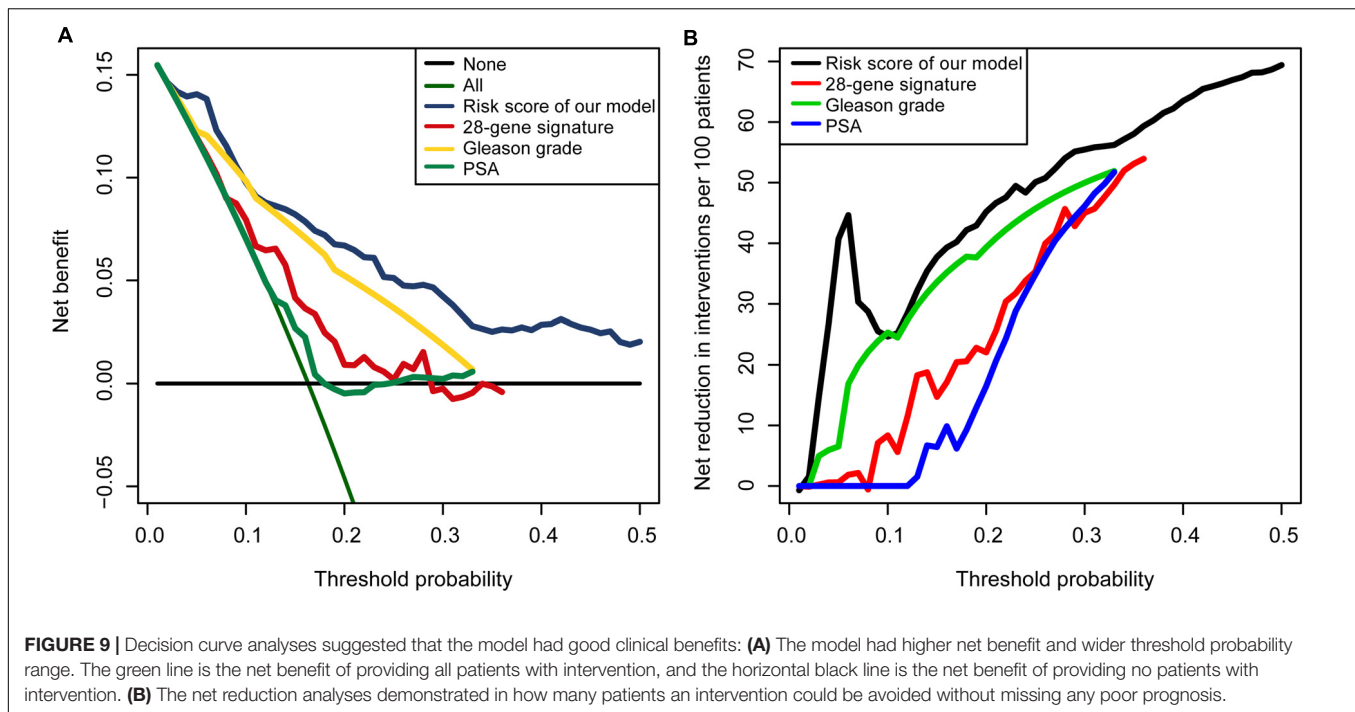 A
None
All
Risk score of our model
28-gene signature
Gleason grade
PSA
Net benefit
0.15
0.10
0.05
0.00
−0.05
0.0 0.1 0.2 0.3 0.4 0.5
Threshold probability
B
Risk score of our model
28-gene signature
Gleason grade
PSA
Net reduction in interventions per 100 patients
70
60
50
40
30
20
10
0
0.0 0.1 0.2 0.3 0.4 0.5
Threshold probability
FIGURE 9 | Decision curve analyses suggested that the model had good clinical benefits: (A) The model had higher net benefit and wider threshold probability
range. The green line is the net benefit of providing all patients with intervention, and the horizontal black line is the net benefit of providing no patients with
intervention. (B) The net reduction analyses demonstrated in how many patients an intervention could be avoided without missing any poor prognosis.